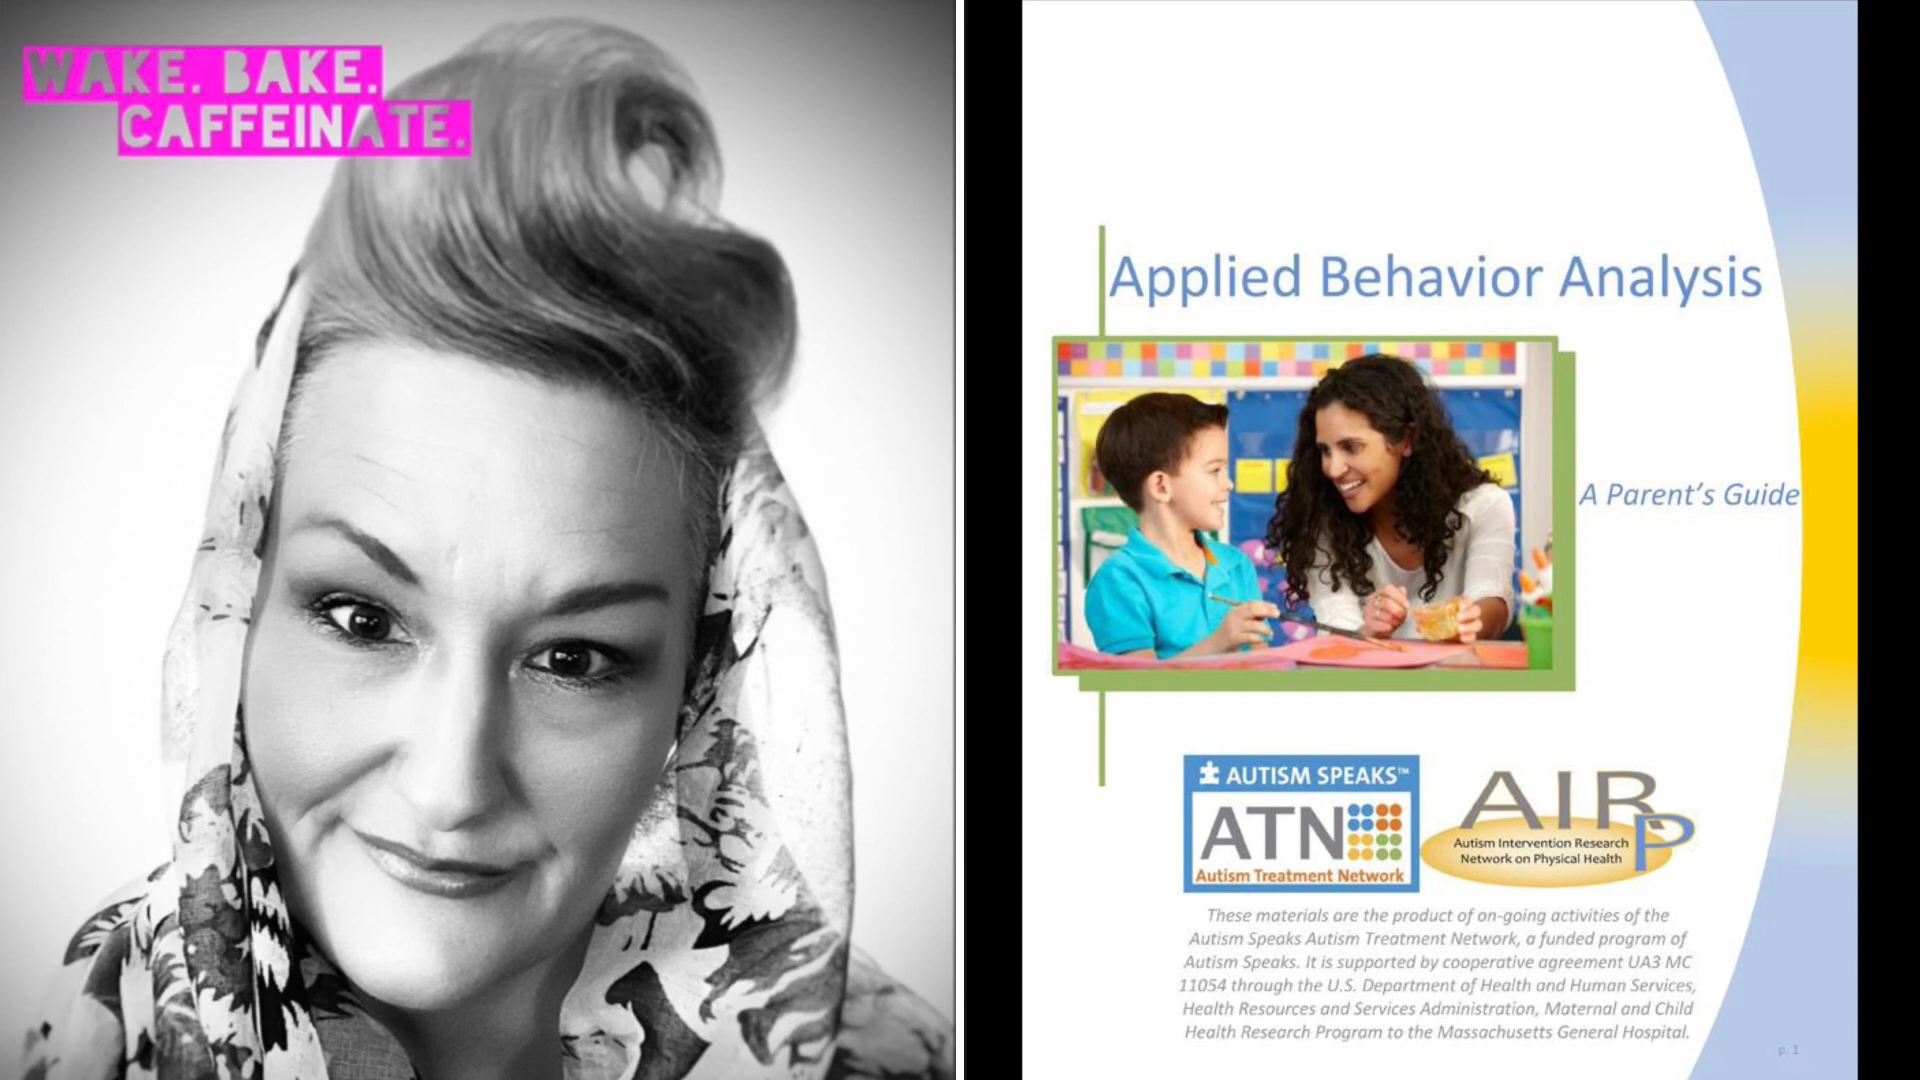 WAKE. BAKE.
CAFFEINATE.
Applied Behavior Analysis
A Parent's Guide
AUTISM SPEAKS™
ATN
Autism Treatment Network
AIR
P
Autism Intervention Research
Network on Physical Health
These materials are the product of on-going activities of the
Autism Speaks Autism Treatment Network, a funded program of
Autism Speaks. It is supported by cooperative agreement UA3 MC
11054 through the U.S. Department of Health and Human Services,
Health Resources and Services Administration, Maternal and Child
Health Research Program to the Massachusetts General Hospital.
p. 1